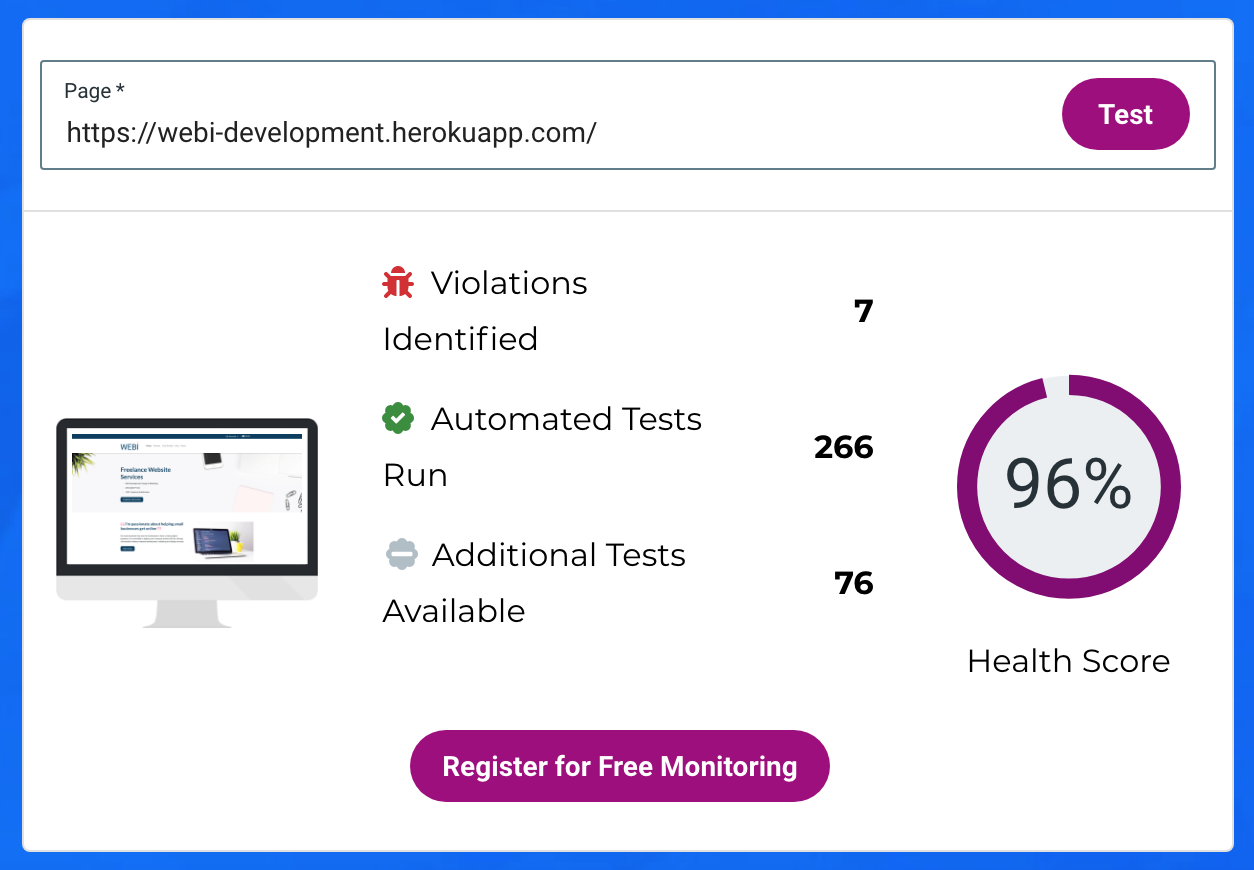 Page *
https://webi-development.herokuapp.com/
Test
Violations
Identified
7
Automated Tests
Run
266
Additional Tests
Available
76
WEBI
Freelance Website
Services
96%
Health Score
Register for Free Monitoring